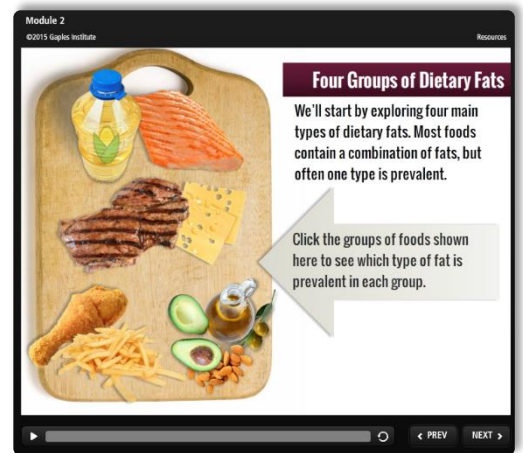 Module 2
©2015 Gaples Institute
Resources
Four Groups of Dietary Fats
We'll start by exploring four main
types of dietary fats. Most foods
contain a combination of fats, but
often one type is prevalent.
Click the groups of foods shown
here to see which type of fat is
prevalent in each group.
PREV
NEXT